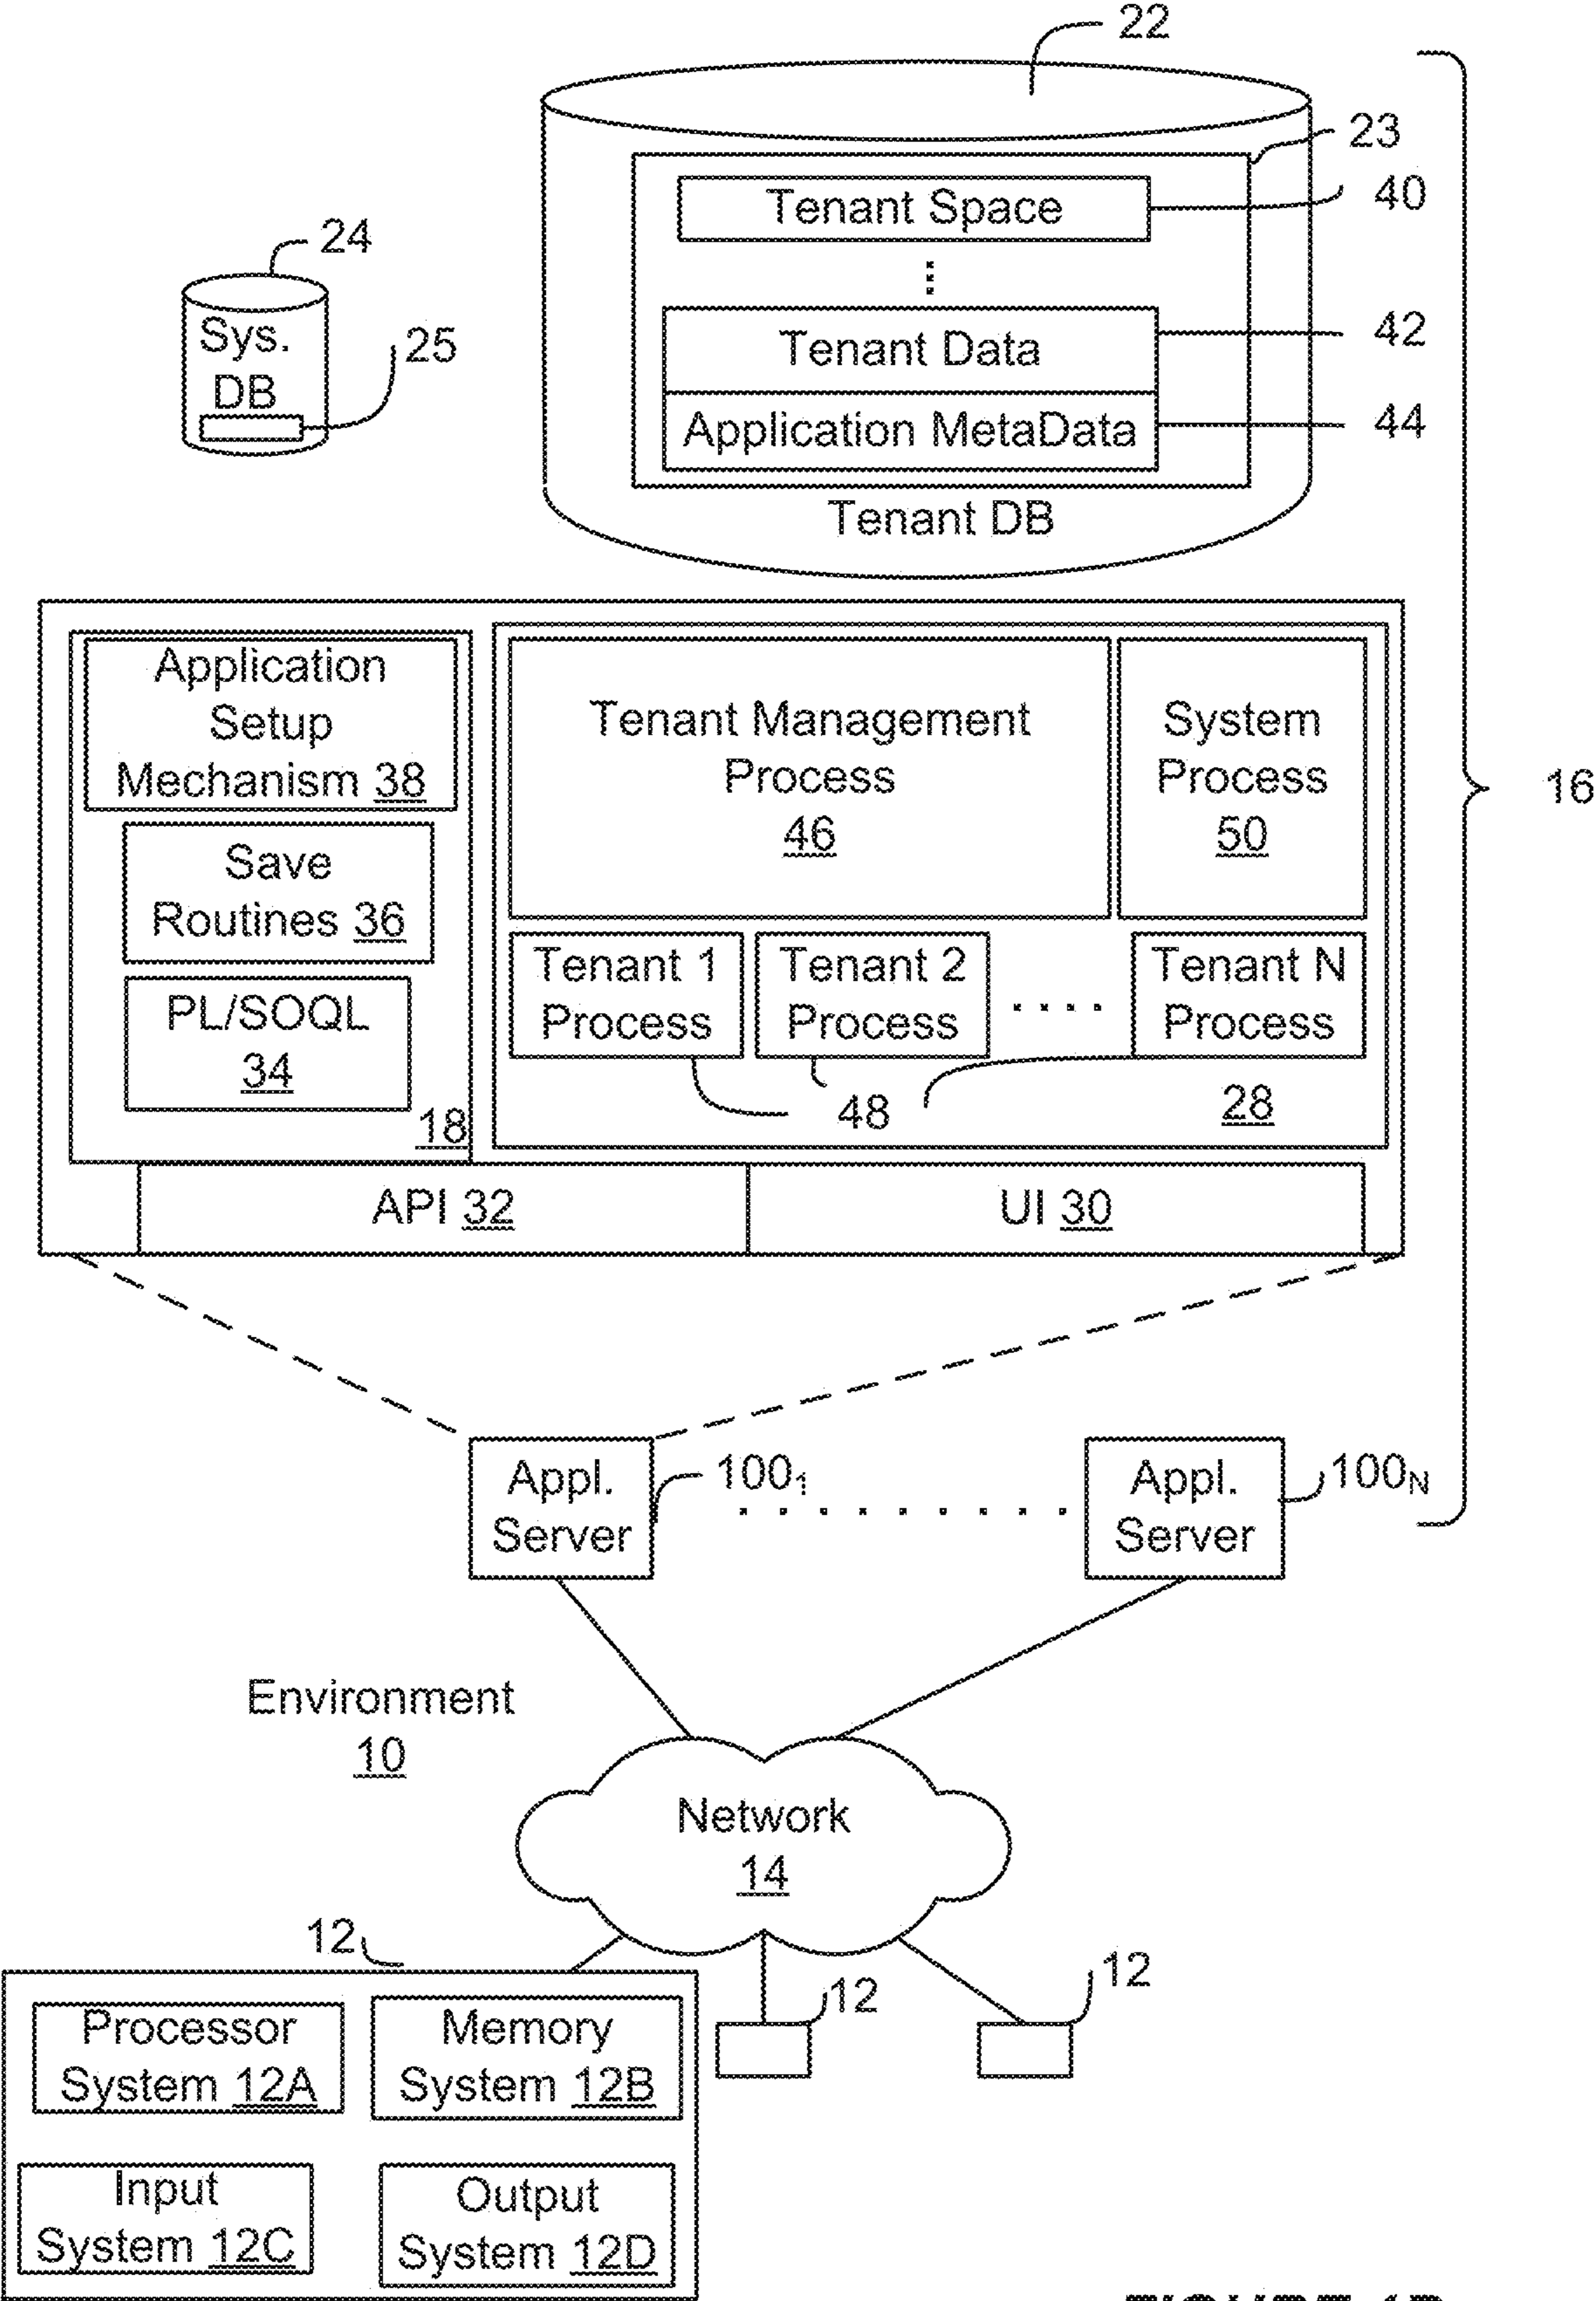 22
23
Tenant Space
40
24
Sys.
DB
25
Tenant Data
42
Application MetaData
44
Tenant DB
Application
Setup
Mechanism 38
Tenant Management
Process
46
System
Process
50
16
Save
Routines 36
Tenant 1
Process
Tenant 2
Process
Tenant N
Process
PL/SOQL
34
18
48
28
API 32
UI 30
Appl.
Server
100₁
Appl.
Server
100N
Environment
10
Network
14
12
12
12
Processor
System 12A
Memory
System 12B
Input
System 12C
Output
System 12D